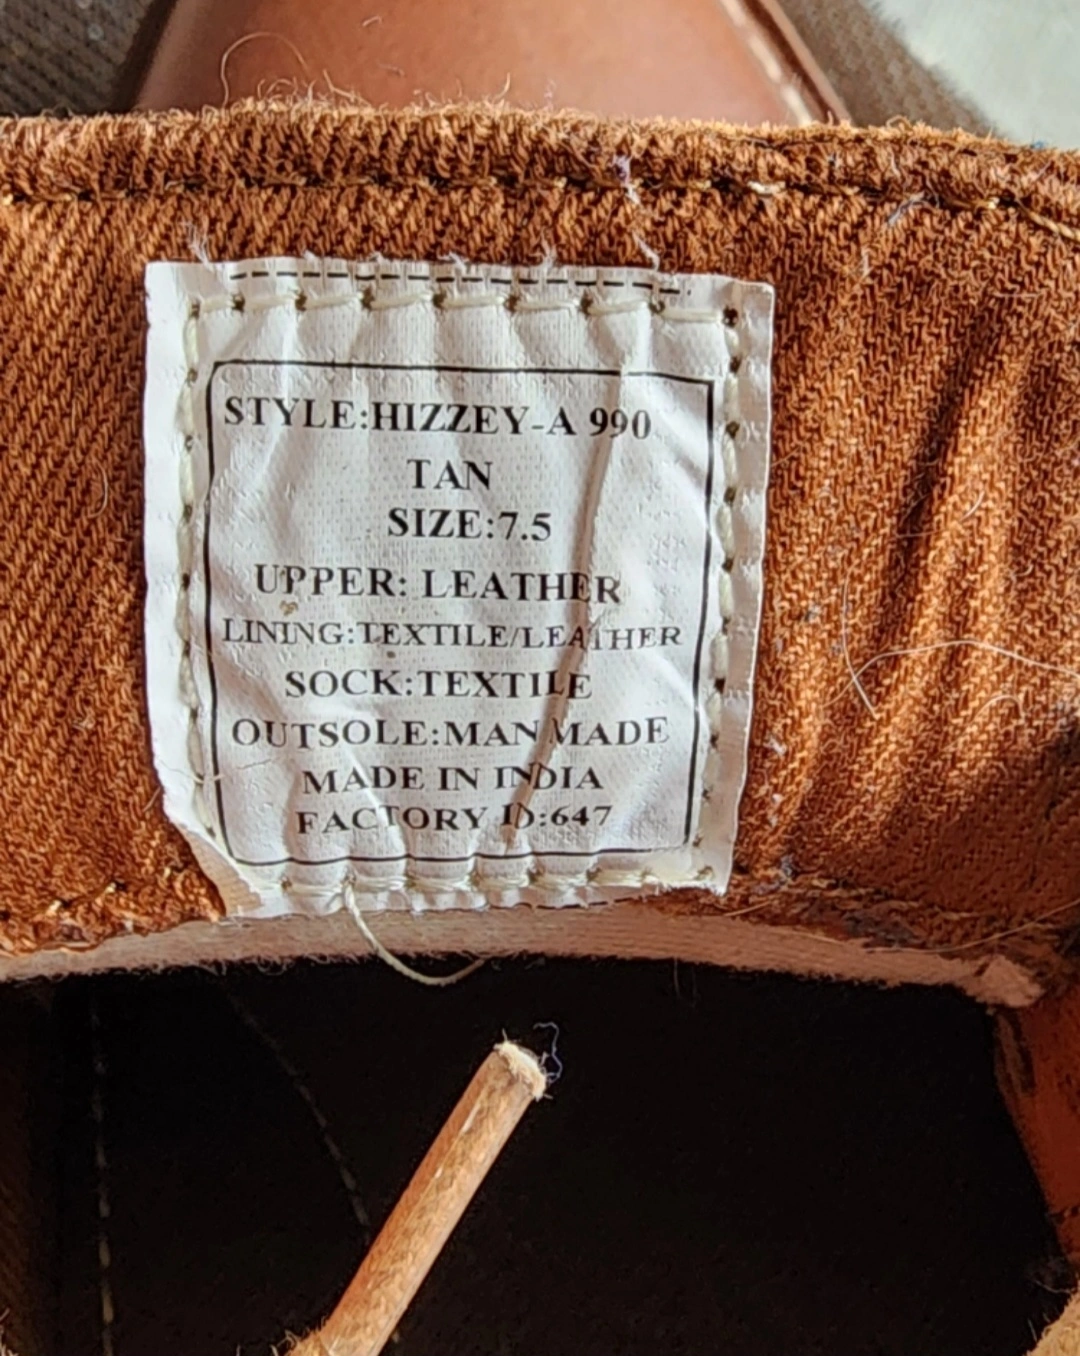 STYLE:HIZZEY-A 990
TAN
SIZE:7.5
UPPER: LEATHER
LINING:TEXTILE/LEATHER
SOCK:TEXTILE
OUTSOLE:MAN MADE
MADE IN INDIA
FACTORY ID:647